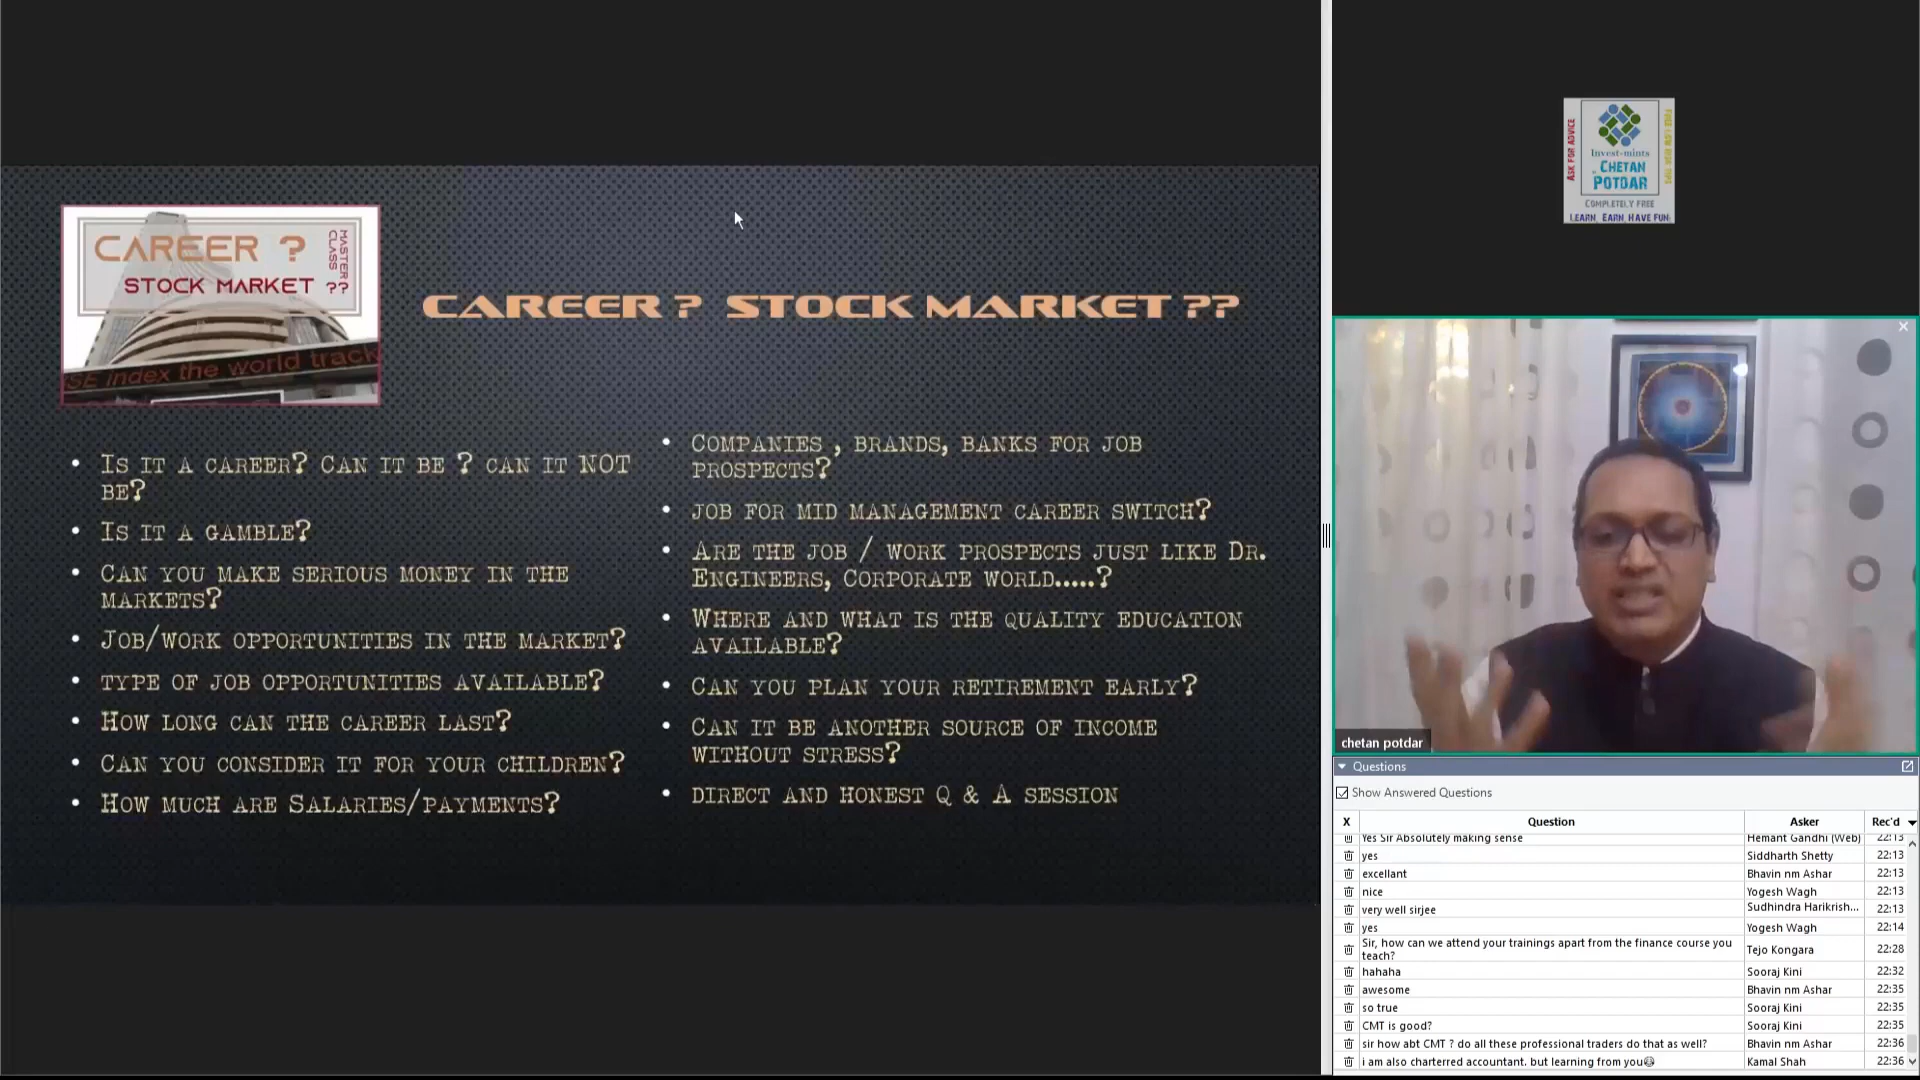 CAREER ?
STOCK MARKET ??
MASTER
CLASS
SE index the world track
CAREER ? STOCK MARKET ??
• Is it a career? Can it be ? can it NOT
be?
• Is it a gamble?
• Can you make serious money in the
markets?
• Job/work opportunities in the market?
• type of job opportunities available?
• How long can the career last?
• Can you consider it for your children?
• How much are Salaries/payments?
• Companies , brands, banks for job
prospects?
• job for mid management career switch?
• Are the job / work prospects just like Dr.
Engineers, Corporate world.....?
• Where and what is the quality education
available?
• Can you plan your retirement early?
• Can it be another source of income
without stress?
• direct and honest Q & A session
ASK FOR ADVICE
Invest-mints
CHETAN
POTDAR
COMPLETELY FREE
LEARN, EARN, HAVE FUN
chetan potdar
Questions
Show Answered Questions
X Question Asker Rec'd
Yes Sir Absolutely making sense Hemant Gandhi (Web) 22:13
yes Siddharth Shetty 22:13
excellant Bhavin nm Ashar 22:13
nice Yogesh Wagh 22:13
very well sirjee Sudhindra Harikrish... 22:13
yes Yogesh Wagh 22:14
Sir, how can we attend your trainings apart from the finance course you
teach? Tejo Kongara 22:28
hahaha Sooraj Kini 22:32
awesome Bhavin nm Ashar 22:35
so true Sooraj Kini 22:35
CMT is good? Sooraj Kini 22:35
sir how abt CMT ? do all these professional traders do that as well? Bhavin nm Ashar 22:36
i am also charterred accountant. but learning from you Kamal Shah 22:36